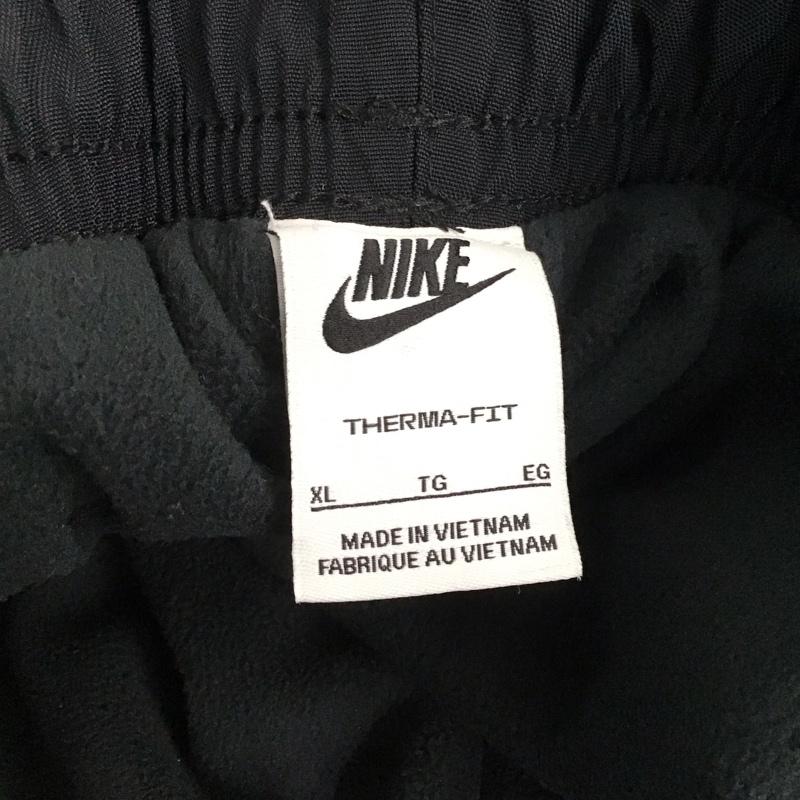 NIKE
THERMA-FIT
XL TG EG
MADE IN VIETNAM
FABRIQUE AU VIETNAM